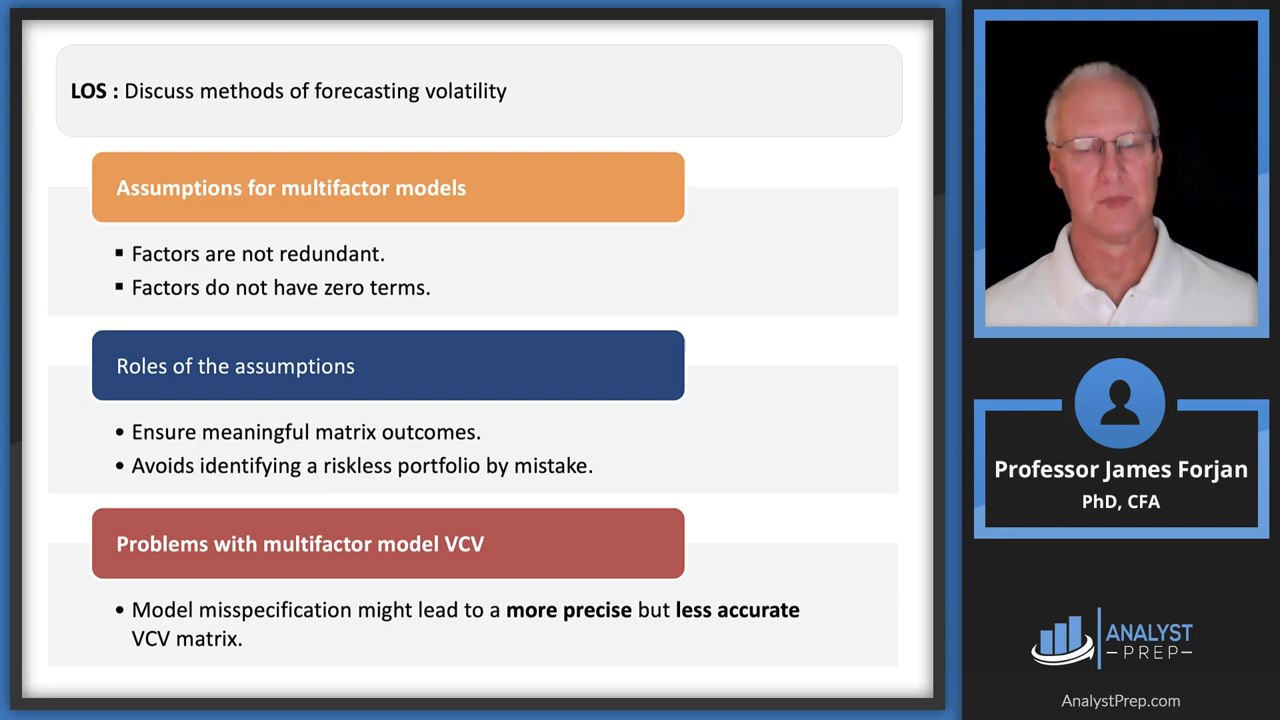 LOS : Discuss methods of forecasting volatility
Assumptions for multifactor models
▪ Factors are not redundant.
▪ Factors do not have zero terms.
Roles of the assumptions
• Ensure meaningful matrix outcomes.
• Avoids identifying a riskless portfolio by mistake.
Problems with multifactor model VCV
• Model misspecification might lead to a more precise but less accurate
VCV matrix.
Professor James Forjan
PhD, CFA
ANALYST
PREP
AnalystPrep.com